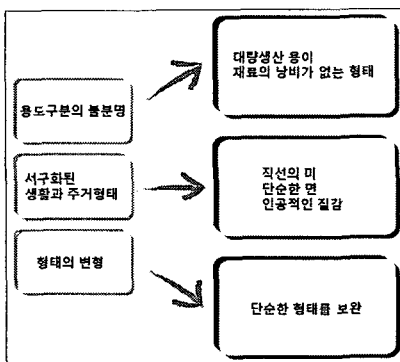 용도구분의 불분명
서구화된
생활과 주거형태
형태의 변형
대량생산 용이
재료의 낭비가 없는 형태
직선의 미
단순한 면
인공적인 질감
단순한 형태를 보완